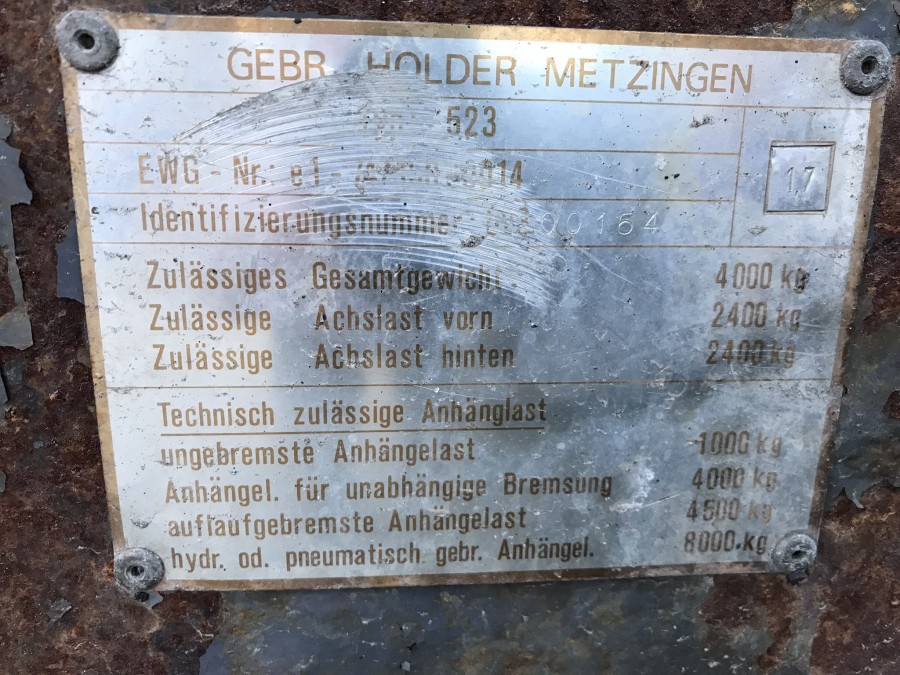 GEBR. HOLDER METZINGEN
523
17
EWG - Nr.: e1 -
Identifizierungsnummer
Zulässiges Gesamtgewicht 4000 kg
Zulässige Achslast vorn 2400 kg
Zulässige Achslast hinten 2400 kg
Technisch zulässige Anhänglast
ungebremste Anhängelast 1000 kg
Anhängel. für unabhängige Bremsung 4000 kg
auflaufgebremste Anhängelast 4500 kg
hydr. od. pneumatisch gebr. Anhängel. 8000 kg